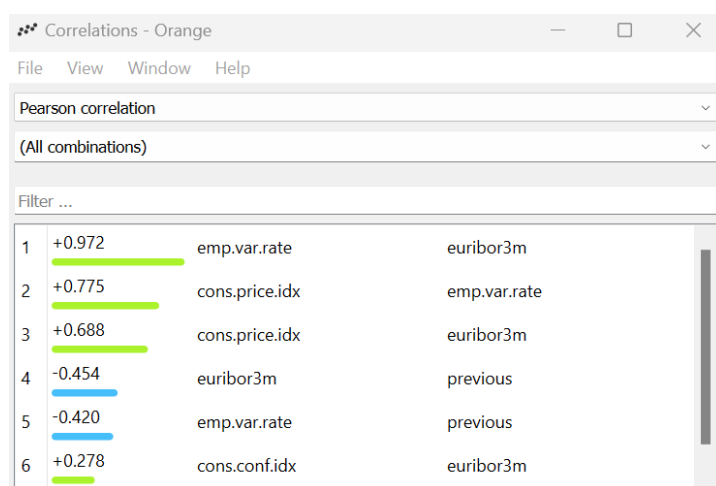 Correlations - Orange
File View Window Help
Pearson correlation
(All combinations)
Filter ...
1 +0.972 emp.var.rate euribor3m
2 +0.775 cons.price.idx emp.var.rate
3 +0.688 cons.price.idx euribor3m
4 -0.454 euribor3m previous
5 -0.420 emp.var.rate previous
6 +0.278 cons.conf.idx euribor3m